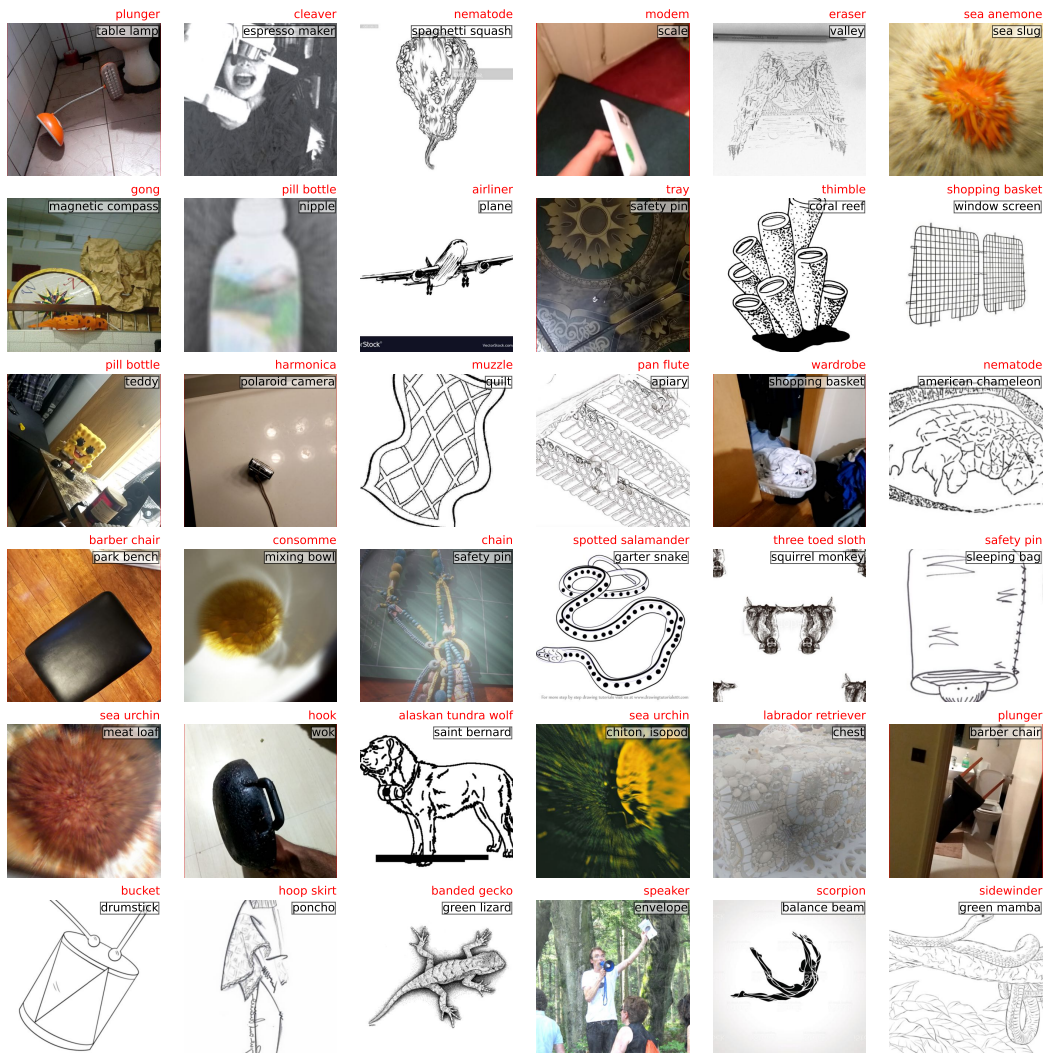 plunger
table lamp
cleaver
espresso maker
nematode
spaghetti squash
modem
scale
eraser
valley
sea anemone
sea slug
gong
magnetic compass
pill bottle
nipple
airliner
plane
rStock®
VectorStock.com
tray
safety pin
thimble
coral reef
shopping basket
window screen
pill bottle
teddy
harmonica
polaroid camera
muzzle
quilt
pan flute
apiary
wardrobe
shopping basket
nematode
american chameleon
barber chair
park bench
consomme
mixing bowl
chain
safety pin
spotted salamander
garter snake
three toed sloth
squirrel monkey
safety pin
sleeping bag
sea urchin
meat loaf
hook
wok
alaskan tundra wolf
saint bernard
sea urchin
chiton, isopod
labrador retriever
chest
plunger
barber chair
bucket
drumstick
hoop skirt
poncho
banded gecko
green lizard
speaker
envelope
scorpion
balance beam
sidewinder
green mamba